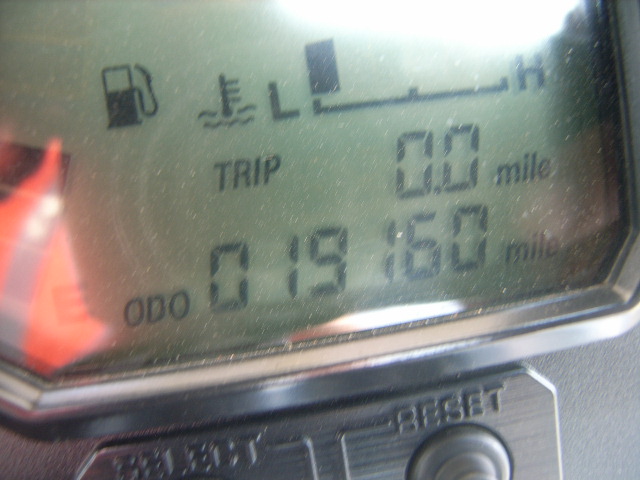 L H
TRIP 0.0 mile
ODO 019160 mile
SELECT RESET